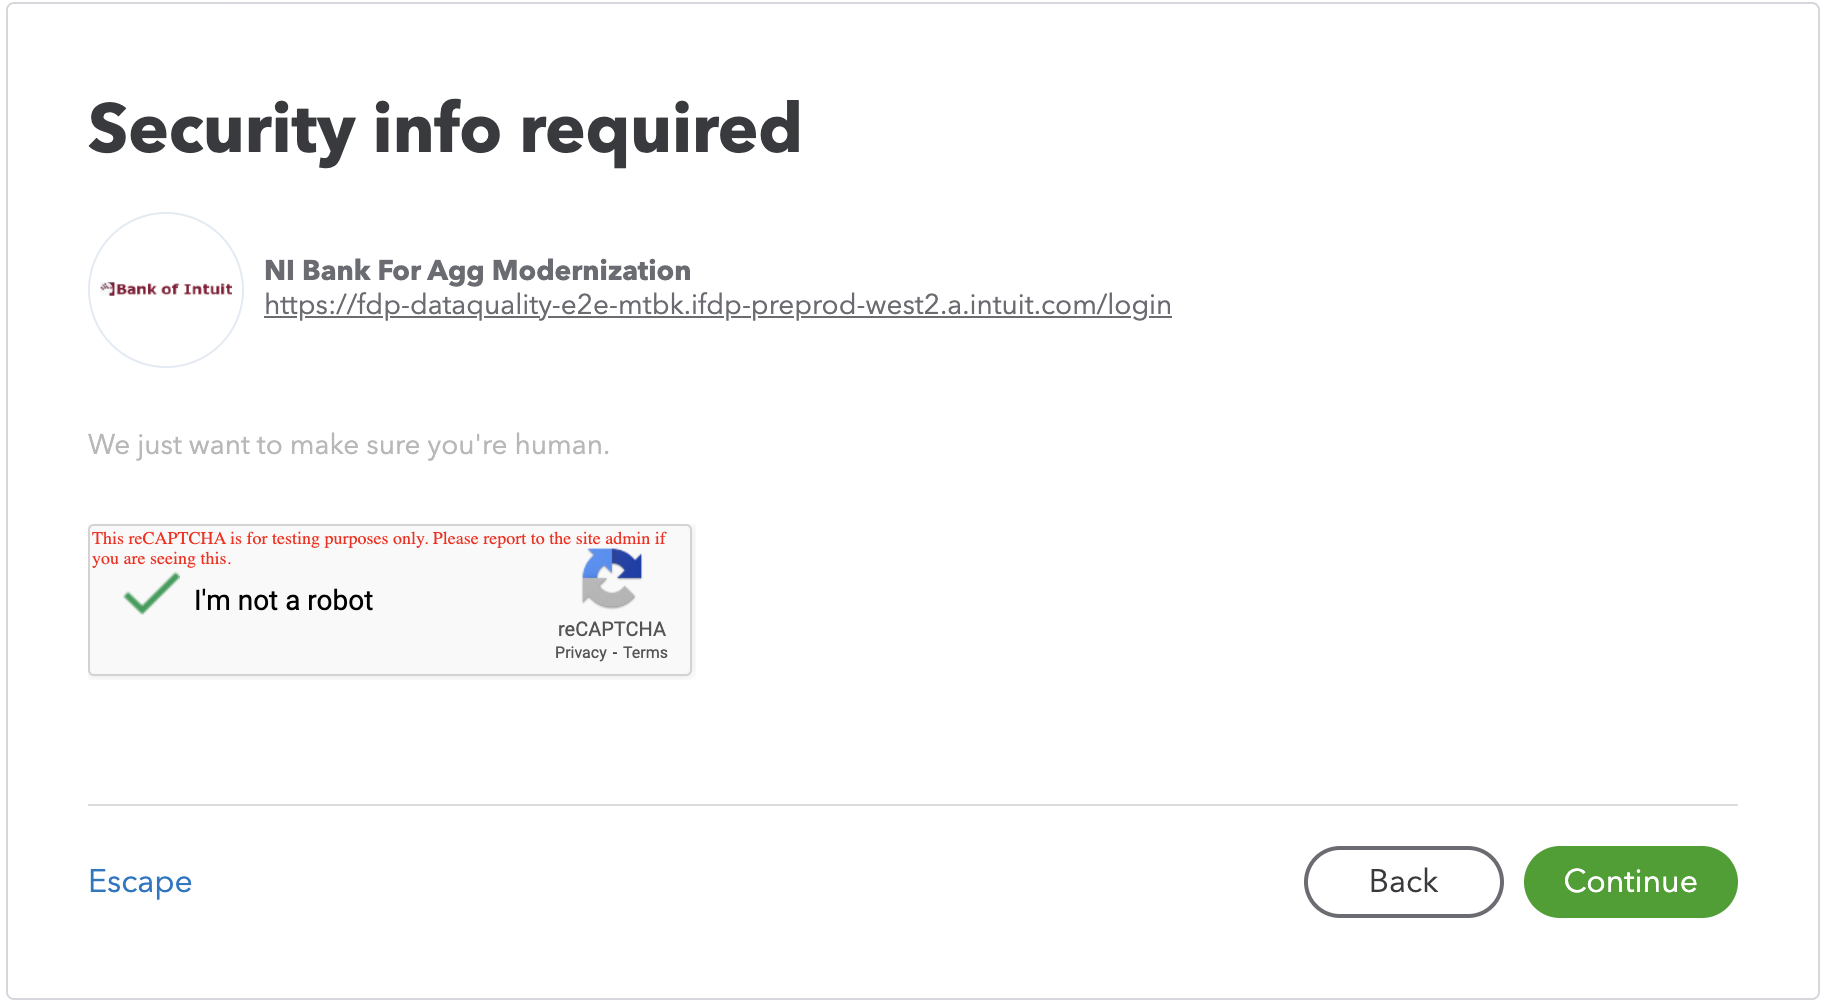 Security info required
Bank of Intuit
NI Bank For Agg Modernization
https://fdp-dataquality-e2e-mtbk.ifdp-preprod-west2.a.intuit.com/login
We just want to make sure you're human.
This reCAPTCHA is for testing purposes only. Please report to the site admin if
you are seeing this.
I'm not a robot
reCAPTCHA
Privacy - Terms
Escape
Back
Continue